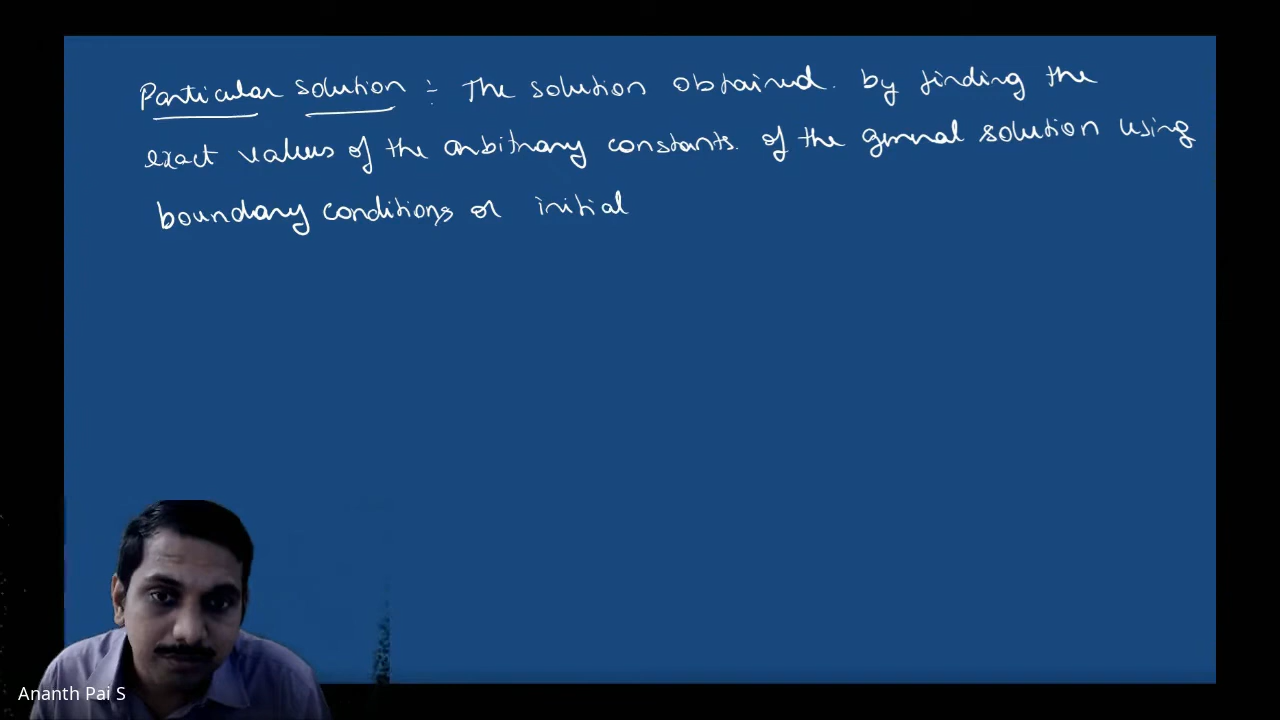 Particular solution :- The solution obtained. by finding the
exact values of the arbitrary constants. of the general solution using
boundary conditions or initial
Ananth Pai S